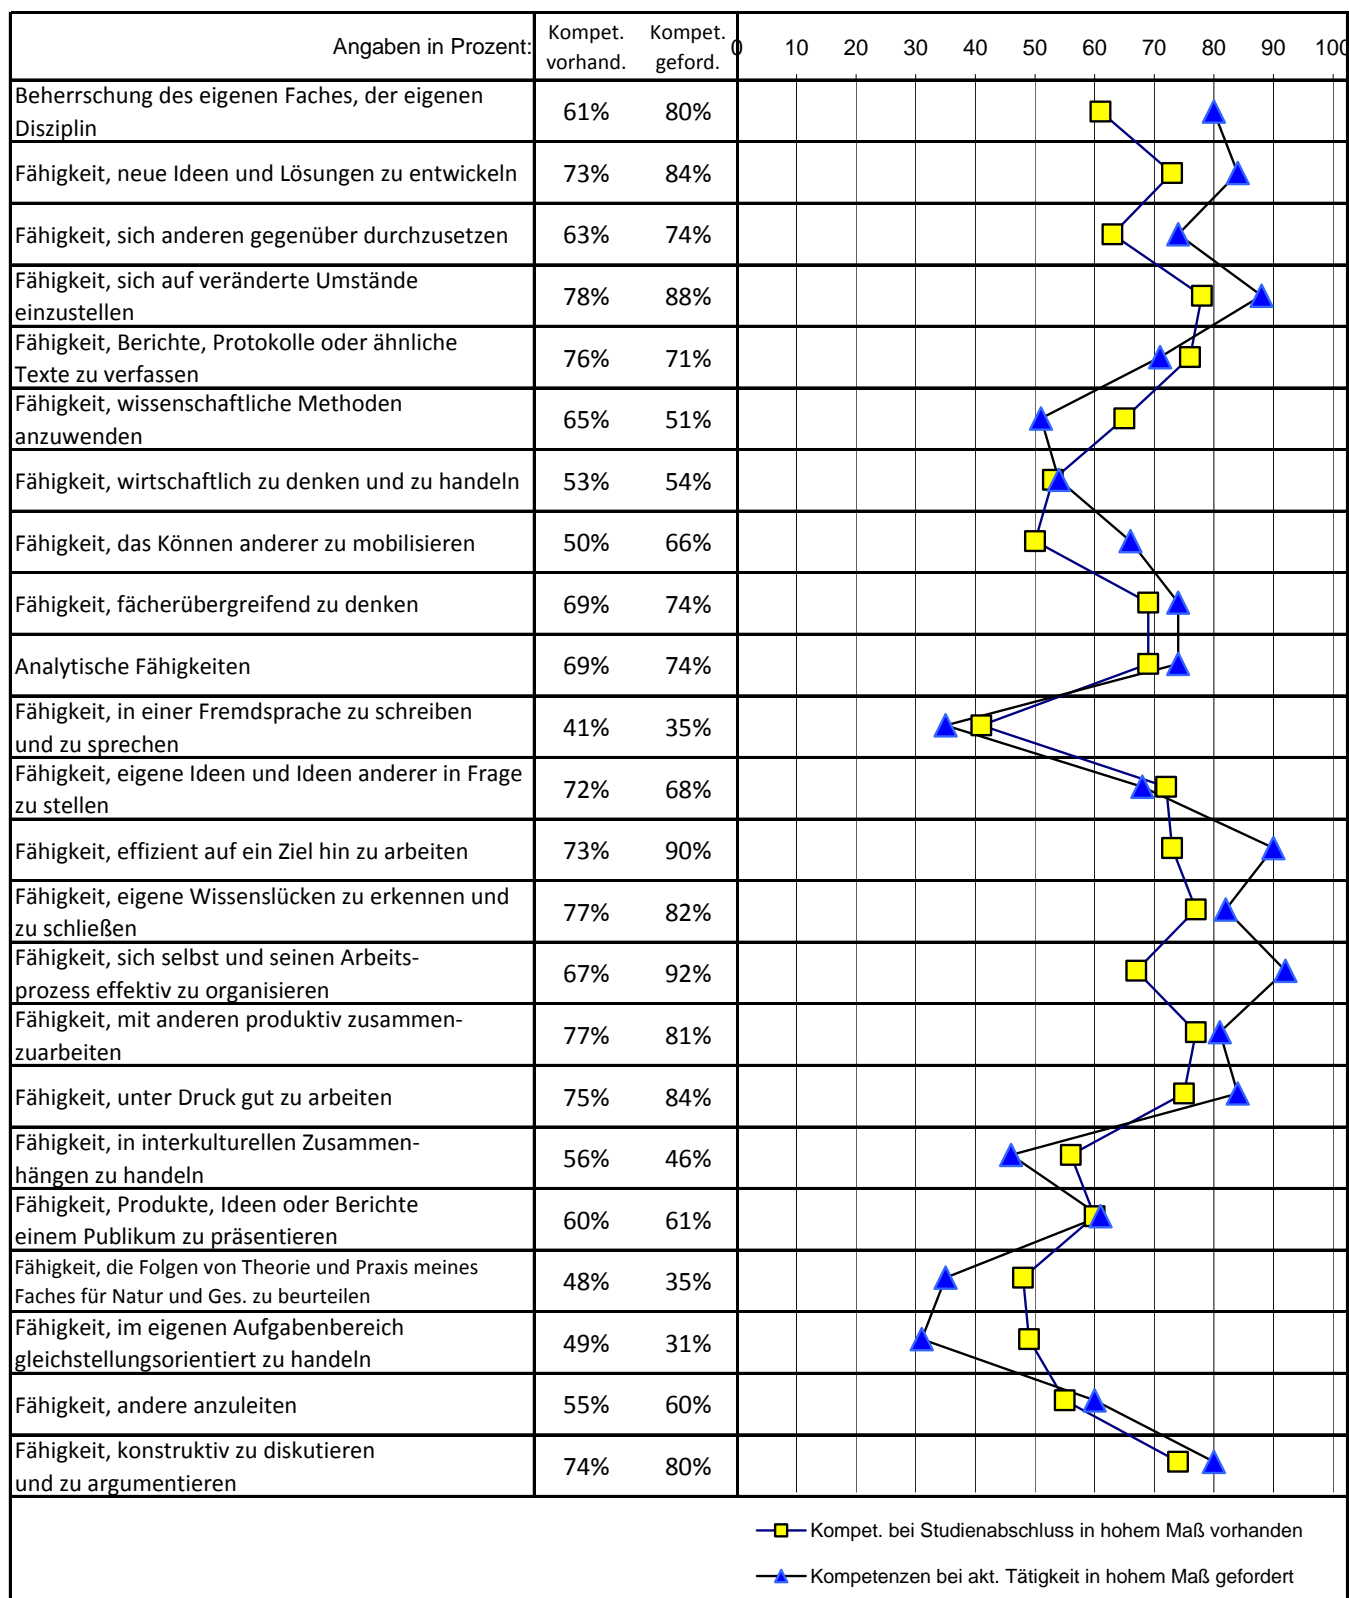 Angaben in Prozent: Kompet. vorhand. Kompet. geford. 0 10 20 30 40 50 60 70 80 90 100
Beherrschung des eigenen Faches, der eigenen
Disziplin 61% 80%
Fähigkeit, neue Ideen und Lösungen zu entwickeln 73% 84%
Fähigkeit, sich anderen gegenüber durchzusetzen 63% 74%
Fähigkeit, sich auf veränderte Umstände
einzustellen 78% 88%
Fähigkeit, Berichte, Protokolle oder ähnliche
Texte zu verfassen 76% 71%
Fähigkeit, wissenschaftliche Methoden
anzuwenden 65% 51%
Fähigkeit, wirtschaftlich zu denken und zu handeln 53% 54%
Fähigkeit, das Können anderer zu mobilisieren 50% 66%
Fähigkeit, fächerübergreifend zu denken 69% 74%
Analytische Fähigkeiten 69% 74%
Fähigkeit, in einer Fremdsprache zu schreiben
und zu sprechen 41% 35%
Fähigkeit, eigene Ideen und Ideen anderer in Frage
zu stellen 72% 68%
Fähigkeit, effizient auf ein Ziel hin zu arbeiten 73% 90%
Fähigkeit, eigene Wissenslücken zu erkennen und
zu schließen 77% 82%
Fähigkeit, sich selbst und seinen Arbeits-
prozess effektiv zu organisieren 67% 92%
Fähigkeit, mit anderen produktiv zusammen-
zuarbeiten 77% 81%
Fähigkeit, unter Druck gut zu arbeiten 75% 84%
Fähigkeit, in interkulturellen Zusammen-
hängen zu handeln 56% 46%
Fähigkeit, Produkte, Ideen oder Berichte
einem Publikum zu präsentieren 60% 61%
Fähigkeit, die Folgen von Theorie und Praxis meines
Faches für Natur und Ges. zu beurteilen 48% 35%
Fähigkeit, im eigenen Aufgabenbereich
gleichstellungsorientiert zu handeln 49% 31%
Fähigkeit, andere anzuleiten 55% 60%
Fähigkeit, konstruktiv zu diskutieren
und zu argumentieren 74% 80%
Kompet. bei Studienabschluss in hohem Maß vorhanden
Kompetenzen bei akt. Tätigkeit in hohem Maß gefordert